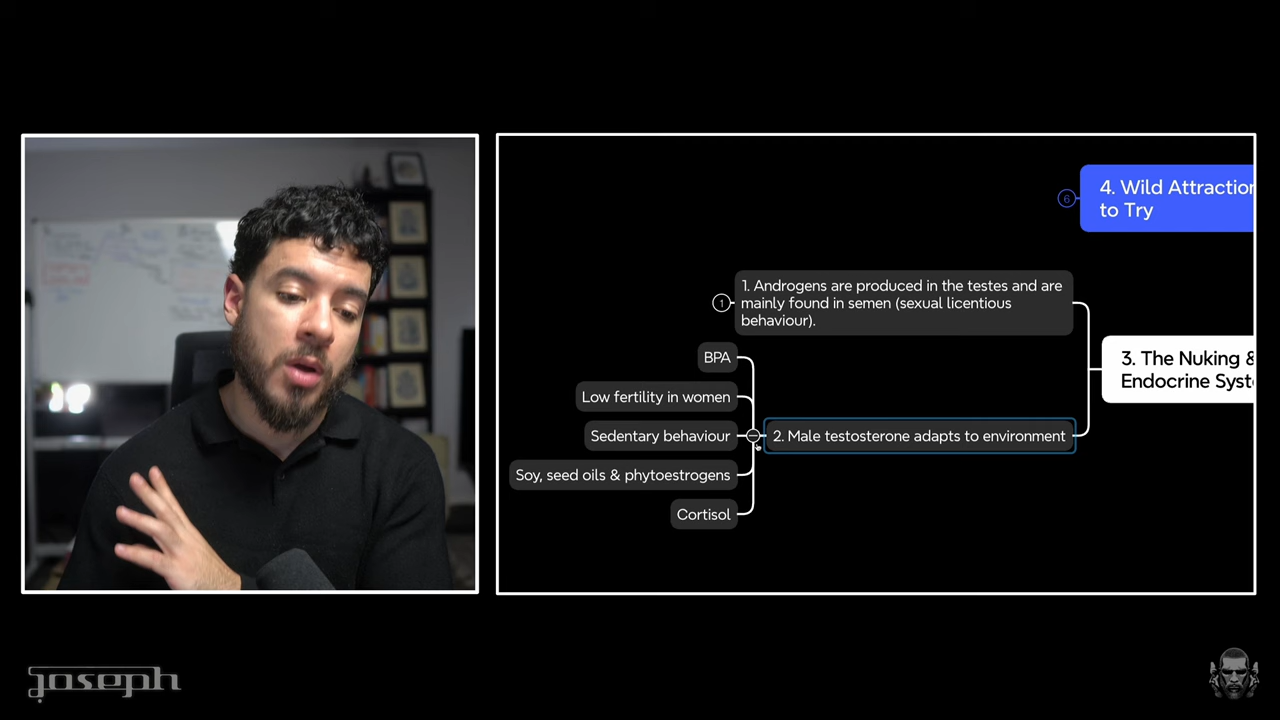 6
4. Wild Attraction
to Try
1
1. Androgens are produced in the testes and are
mainly found in semen (sexual licentious
behaviour).
BPA
Low fertility in women
Sedentary behaviour
Soy, seed oils & phytoestrogens
Cortisol
2. Male testosterone adapts to environment
3. The Nuking &
Endocrine Syst
joseph